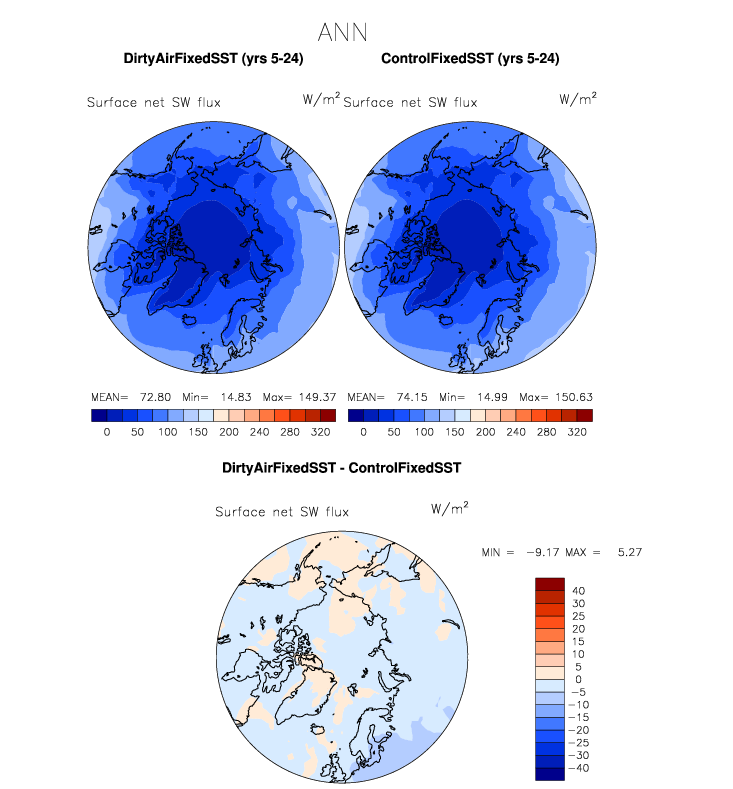 ANN
DirtyAirFixedSST (yrs 5-24) ControlFixedSST (yrs 5-24)
Surface net SW flux W/m² Surface net SW flux W/m²
MEAN= 72.80 Min= 14.83 Max= 149.37 MEAN= 74.15 Min= 14.99 Max= 150.63
0 50 100 150 200 240 280 320 0 50 100 150 200 240 280 320
DirtyAirFixedSST - ControlFixedSST
Surface net SW flux W/m²
MIN = -9.17 MAX = 5.27
40
30
25
20
15
10
5
0
-5
-10
-15
-20
-25
-30
-40